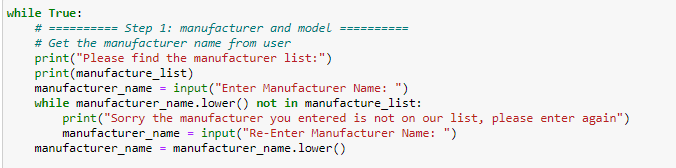 while True:
    # ========== Step 1: manufacturer and model ==========
    # Get the manufacturer name from user
    print("Please find the manufacturer list:")
    print(manufacture_list)
    manufacturer_name = input("Enter Manufacturer Name: ")
    while manufacturer_name.lower() not in manufacture_list:
        print("Sorry the manufacturer you entered is not on our list, please enter again")
        manufacturer_name = input("Re-Enter Manufacturer Name: ")
    manufacturer_name = manufacturer_name.lower()